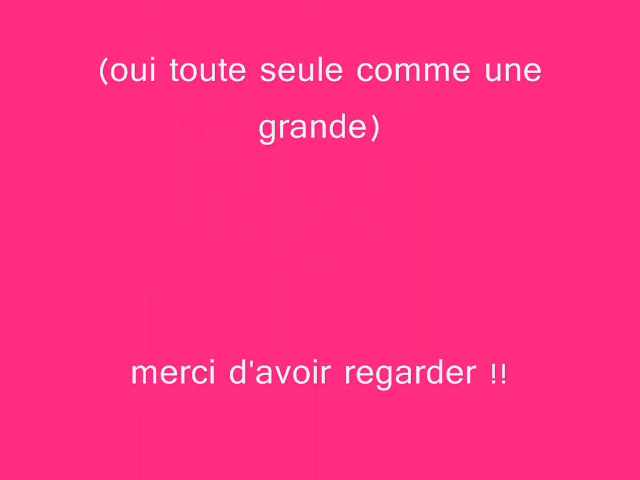 (oui toute seule comme une
grande)
merci d'avoir regarder !!